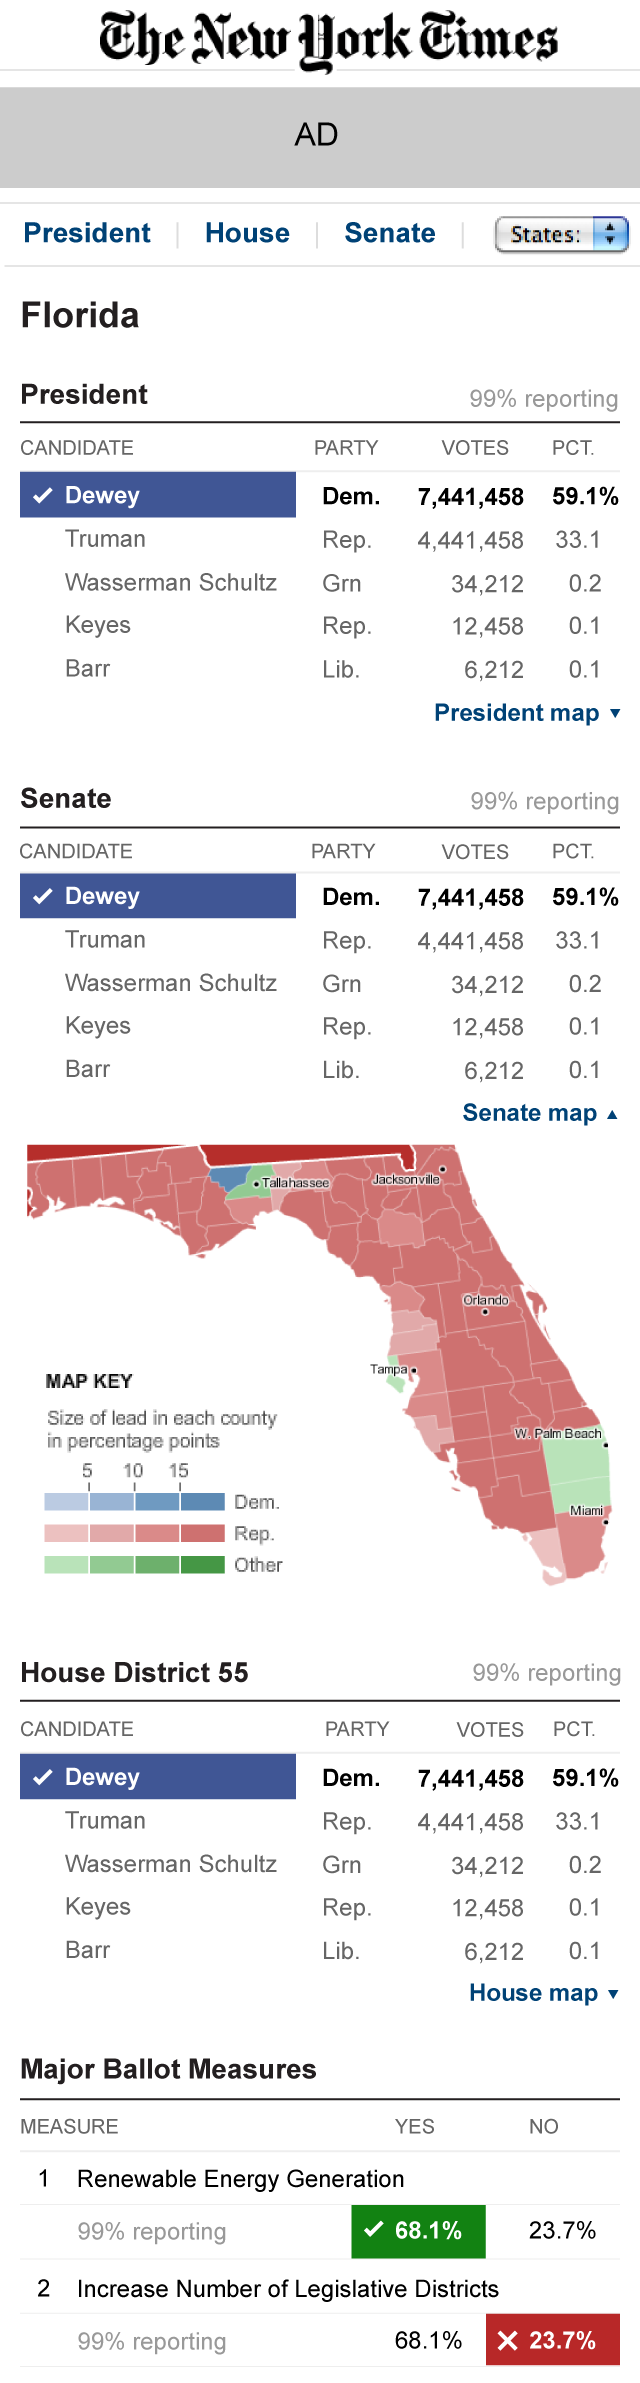 The New York Times
AD
President House Senate States:
Florida
President 99% reporting
CANDIDATE PARTY VOTES PCT.
Dewey Dem. 7,441,458 59.1%
Truman Rep. 4,441,458 33.1
Wasserman Schultz Grn 34,212 0.2
Keyes Rep. 12,458 0.1
Barr Lib. 6,212 0.1
President map
Senate 99% reporting
CANDIDATE PARTY VOTES PCT.
Dewey Dem. 7,441,458 59.1%
Truman Rep. 4,441,458 33.1
Wasserman Schultz Grn 34,212 0.2
Keyes Rep. 12,458 0.1
Barr Lib. 6,212 0.1
Senate map
Tallahassee Jacksonville
Orlando
Tampa
W. Palm Beach
Miami
MAP KEY
Size of lead in each county
in percentage points
5 10 15
Dem.
Rep.
Other
House District 55 99% reporting
CANDIDATE PARTY VOTES PCT.
Dewey Dem. 7,441,458 59.1%
Truman Rep. 4,441,458 33.1
Wasserman Schultz Grn 34,212 0.2
Keyes Rep. 12,458 0.1
Barr Lib. 6,212 0.1
House map
Major Ballot Measures
MEASURE YES NO
1 Renewable Energy Generation
99% reporting 68.1% 23.7%
2 Increase Number of Legislative Districts
99% reporting 68.1% 23.7%